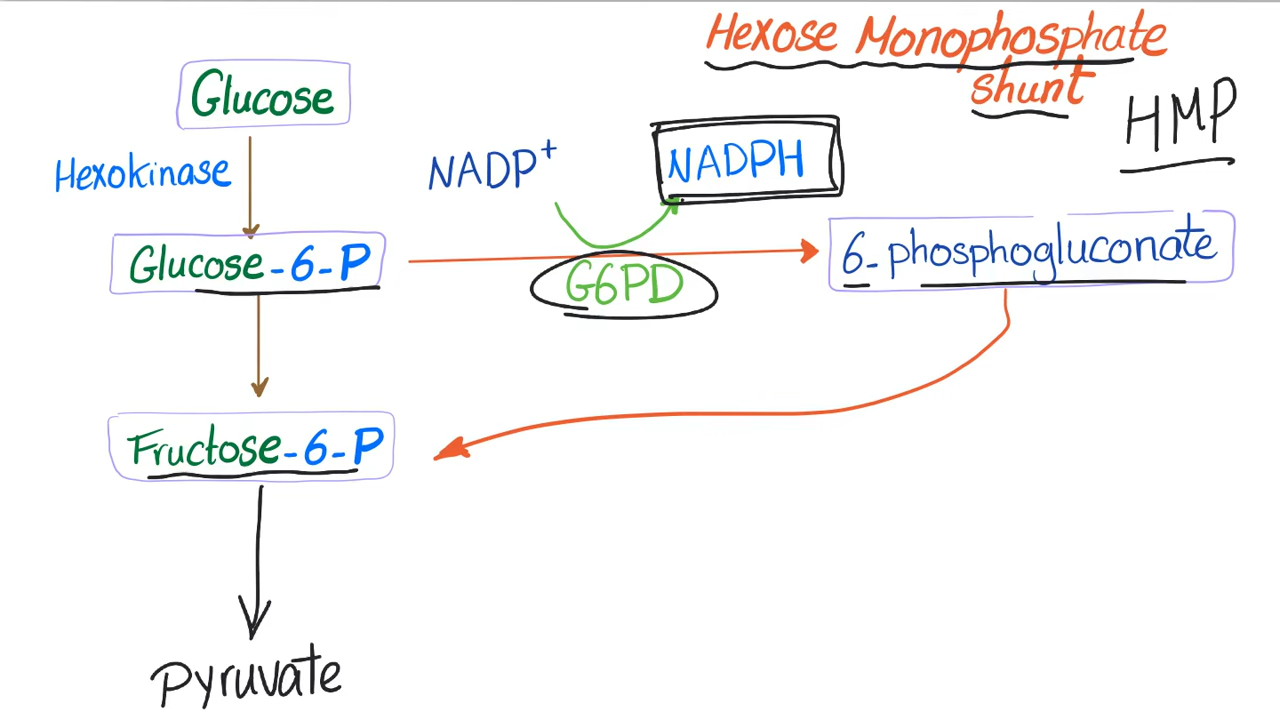 Hexose Monophosphate
shunt
HMP
Glucose
Hexokinase
NADP+
NADPH
Glucose-6-P
G6PD
6-phosphogluconate
Fructose-6-P
Pyruvate